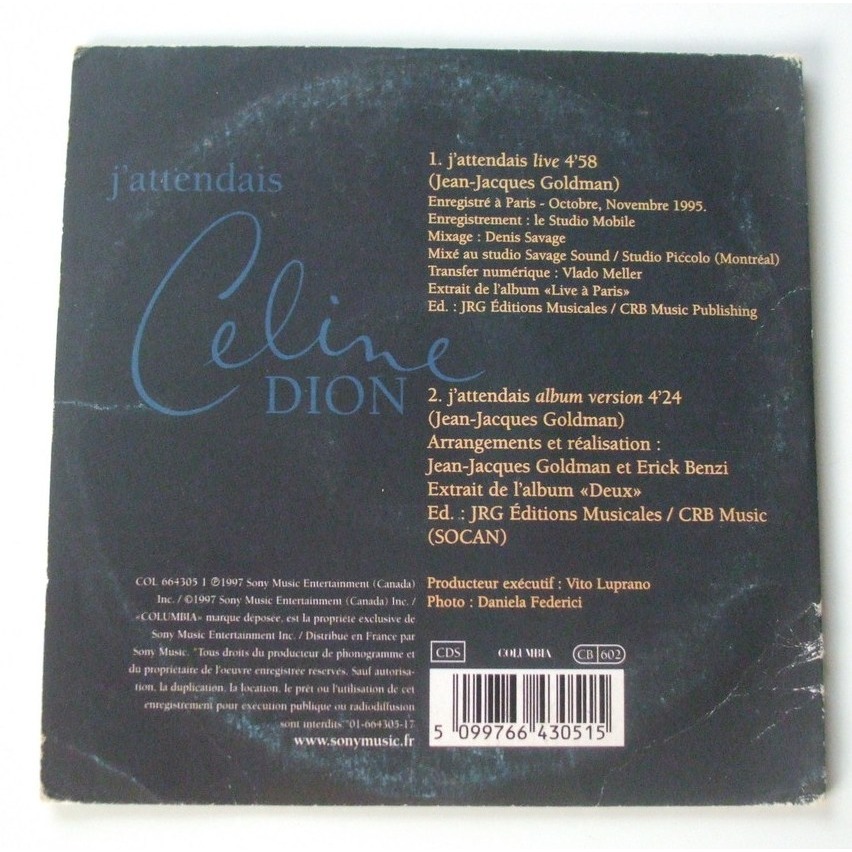 j'attendais
Celine
DION
1. j'attendais live 4'58
(Jean-Jacques Goldman)
Enregistré à Paris - Octobre, Novembre 1995.
Enregistrement : le Studio Mobile
Mixage : Denis Savage
Mixé au studio Savage Sound / Studio Piccolo (Montréal)
Transfer numérique : Vlado Meller
Extrait de l'album «Live à Paris»
Ed. : JRG Éditions Musicales / CRB Music Publishing
2. j'attendais album version 4'24
(Jean-Jacques Goldman)
Arrangements et réalisation :
Jean-Jacques Goldman et Erick Benzi
Extrait de l'album «Deux»
Ed. : JRG Éditions Musicales / CRB Music
(SOCAN)
Producteur exécutif : Vito Luprano
Photo : Daniela Federici
COL 664305 1 ℗1997 Sony Music Entertainment (Canada)
Inc. / ©1997 Sony Music Entertainment (Canada) Inc. /
«COLUMBIA» marque déposée, est la propriété exclusive de
Sony Music Entertainment Inc. / Distribué en France par
Sony Music. "Tous droits du producteur de phonogramme et
du propriétaire de l'oeuvre enregistrée réservés. Sauf autorisa-
tion, la duplication, la location, le prêt ou l'utilisation de cet
enregistrement pour exécution publique ou radiodiffusion
sont interdits."01-664305-17
www.sonymusic.fr
CDS COLUMBIA CB 602
5 099766 430515